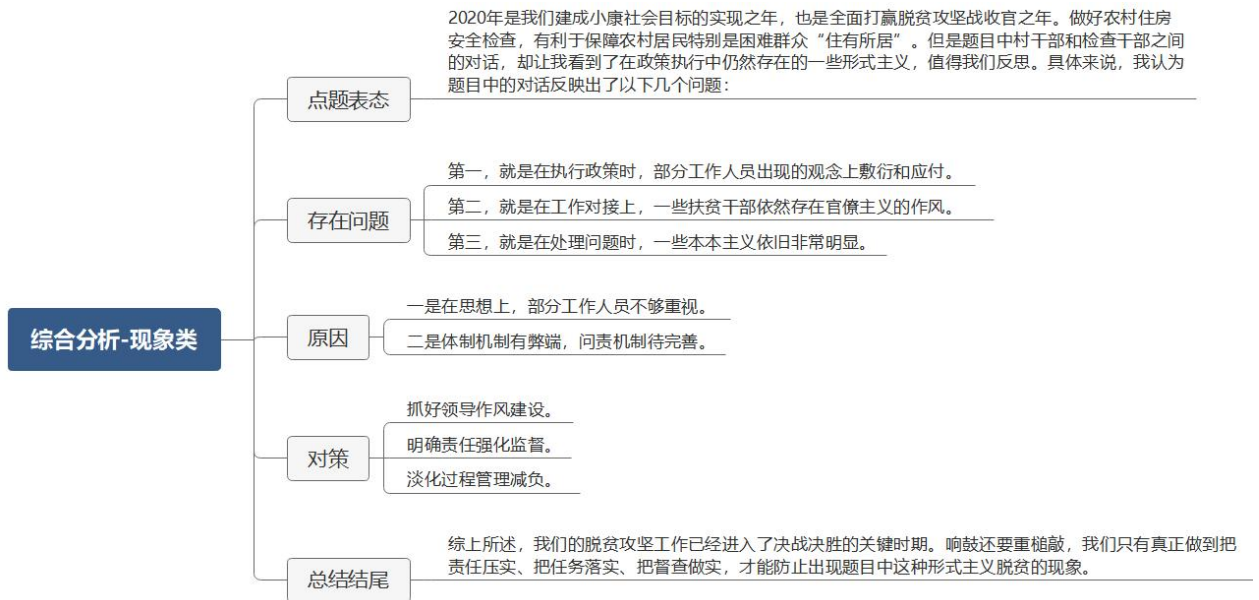 综合分析-现象类
点题表态
2020年是我们建成小康社会目标的实现之年，也是全面打赢脱贫攻坚战收官之年。做好农村住房
安全检查，有利于保障农村居民特别是困难群众“住有所居”。但是题目中村干部和检查干部之间
的对话，却让我看到了在政策执行中仍然存在的一些形式主义，值得我们反思。具体来说，我认为
题目中的对话反映出了以下几个问题：
存在问题
第一，就是在执行政策时，部分工作人员出现的观念上敷衍和应付。
第二，就是在工作对接上，一些扶贫干部依然存在官僚主义的作风。
第三，就是在处理问题时，一些本本主义依旧非常明显。
原因
一是在思想上，部分工作人员不够重视。
二是体制机制有弊端，问责机制待完善。
对策
抓好领导作风建设。
明确责任强化监督。
淡化过程管理减负。
总结结尾
综上所述，我们的脱贫攻坚工作已经进入了决战决胜的关键时期。响鼓还要重槌敲，我们只有真正做到把
责任压实、把任务落实、把督查做实，才能防止出现题目中这种形式主义脱贫的现象。